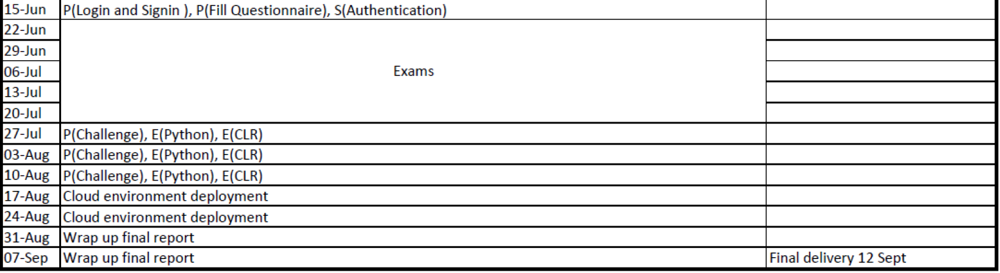 15-Jun P(Login and Signin ), P(Fill Questionnaire), S(Authentication)
22-Jun
29-Jun
06-Jul Exams
13-Jul
20-Jul
27-Jul P(Challenge), E(Python), E(CLR)
03-Aug P(Challenge), E(Python), E(CLR)
10-Aug P(Challenge), E(Python), E(CLR)
17-Aug Cloud environment deployment
24-Aug Cloud environment deployment
31-Aug Wrap up final report
07-Sep Wrap up final report Final delivery 12 Sept